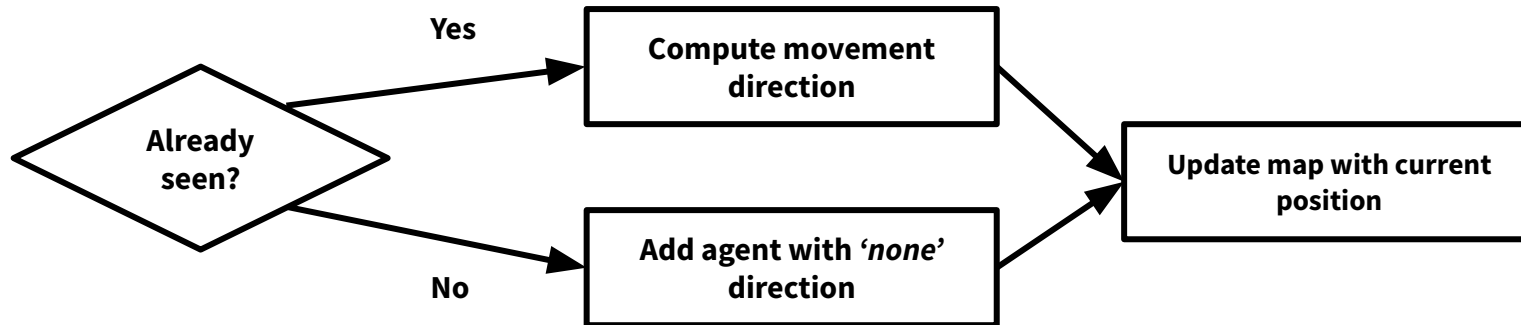 Already
seen?
Yes
Compute movement
direction
No
Add agent with ‘none’
direction
Update map with current
position